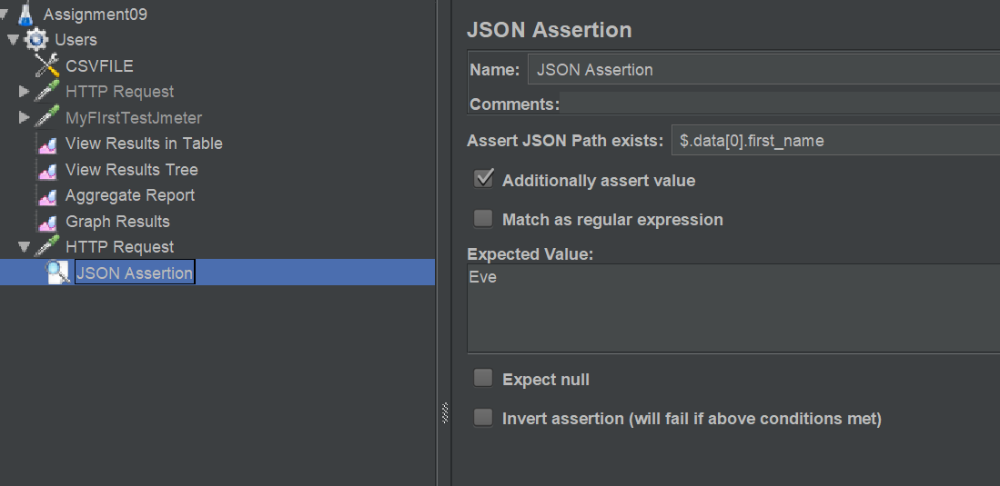 Assignment09
Users
CSVFILE
HTTP Request
MyFIrstTestJmeter
View Results in Table
View Results Tree
Aggregate Report
Graph Results
HTTP Request
JSON Assertion
JSON Assertion
Name: JSON Assertion
Comments:
Assert JSON Path exists: $.data[0].first_name
Additionally assert value
Match as regular expression
Expected Value:
Eve
Expect null
Invert assertion (will fail if above conditions met)